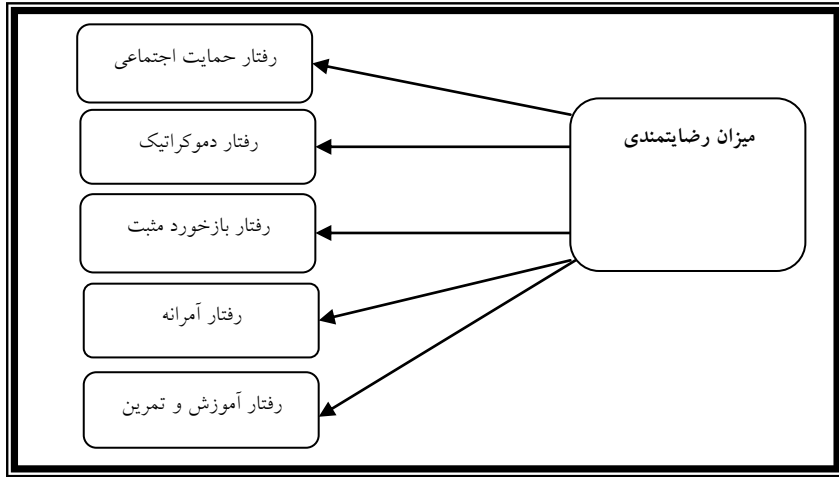 رفتار حمایت اجتماعی
میزان رضایتمندی
رفتار دموکراتیک
رفتار بازخورد مثبت
رفتار آمرانه
رفتار آموزش و تمرین